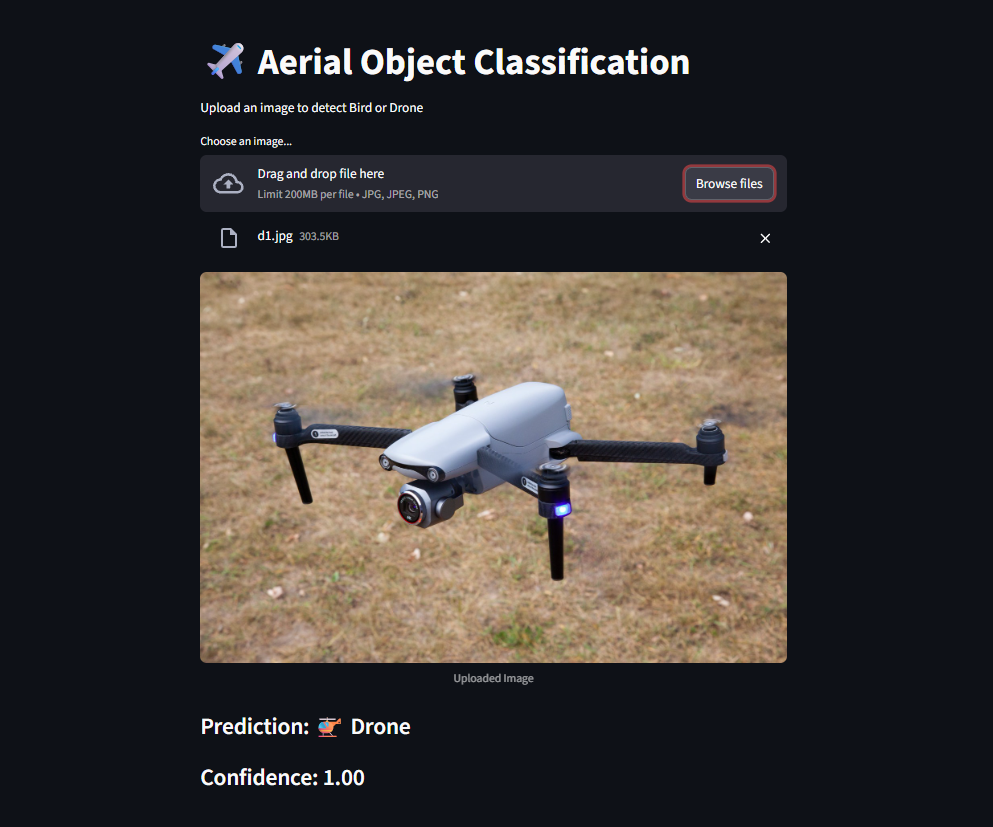 Aerial Object Classification
Upload an image to detect Bird or Drone
Choose an image...
Drag and drop file here
Limit 200MB per file • JPG, JPEG, PNG
Browse files
d1.jpg 303.5KB
Uploaded Image
Prediction: 🚁 Drone
Confidence: 1.00